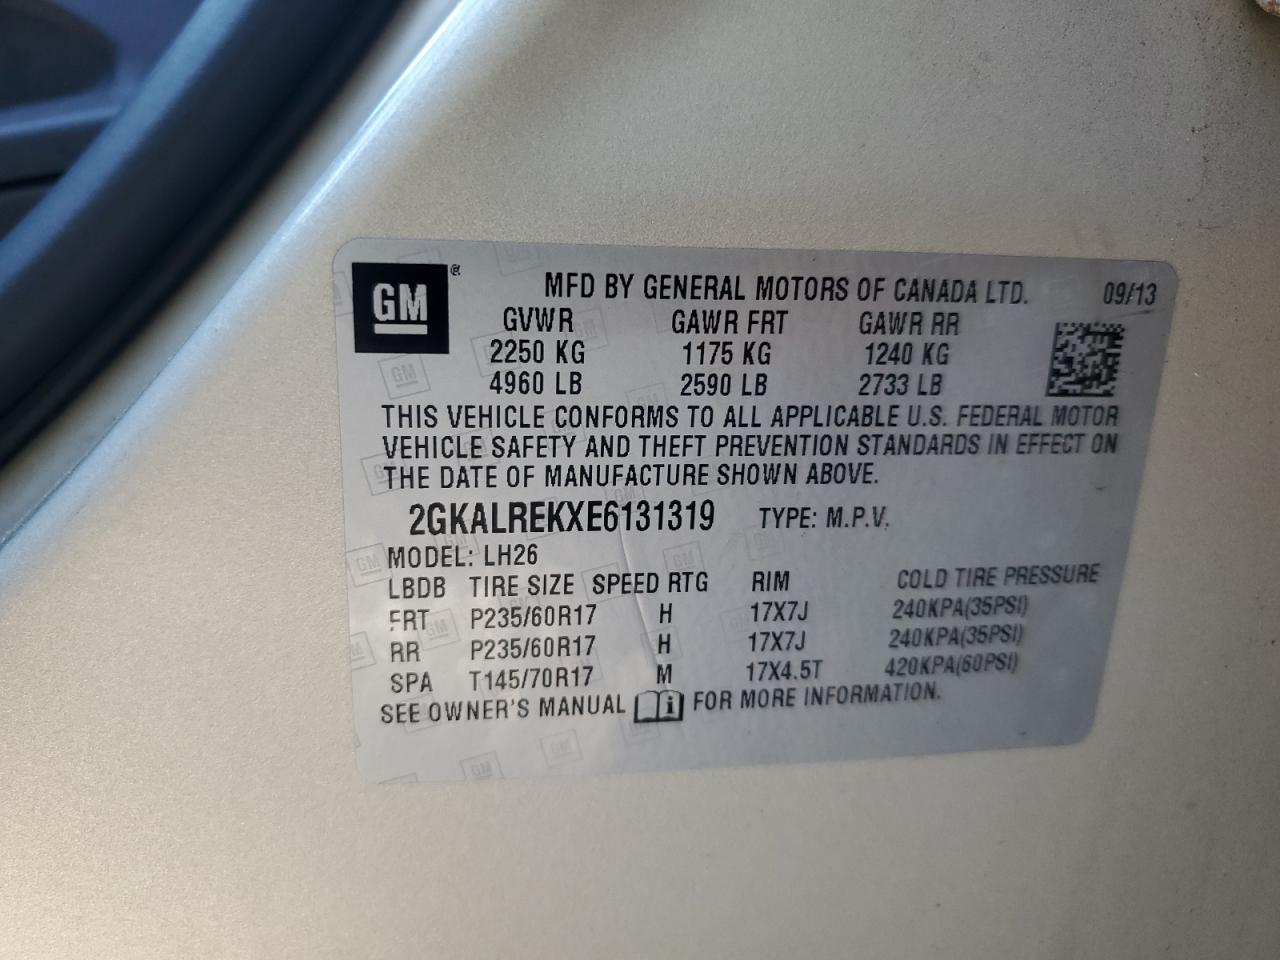 GM ®
MFD BY GENERAL MOTORS OF CANADA LTD. 09/13
GVWR GAWR FRT GAWR RR
2250 KG 1175 KG 1240 KG
4960 LB 2590 LB 2733 LB
THIS VEHICLE CONFORMS TO ALL APPLICABLE U.S. FEDERAL MOTOR
VEHICLE SAFETY AND THEFT PREVENTION STANDARDS IN EFFECT ON
THE DATE OF MANUFACTURE SHOWN ABOVE.
2GKALREKXE6131319 TYPE: M.P.V.
MODEL: LH26
LBDB TIRE SIZE SPEED RTG RIM COLD TIRE PRESSURE
FRT P235/60R17 H 17X7J 240KPA(35PSI)
RR P235/60R17 H 17X7J 240KPA(35PSI)
SPA T145/70R17 M 17X4.5T 420KPA(60PSI)
SEE OWNER'S MANUAL FOR MORE INFORMATION.